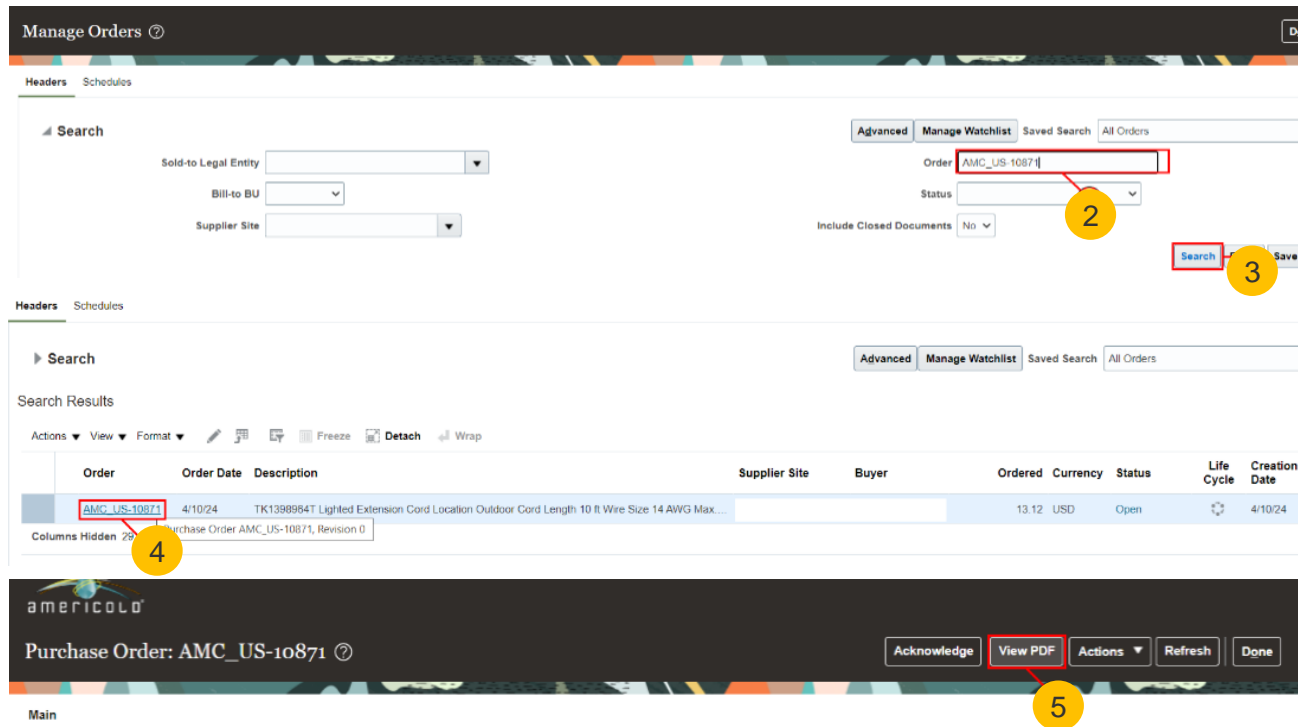 Manage Orders
Headers Schedules
Search
Advanced Manage Watchlist Saved Search All Orders
Sold-to Legal Entity Order AMC_US-10871
Bill-to BU Status
2
Supplier Site Include Closed Documents No
Search Save
3
Headers Schedules
Search
Advanced Manage Watchlist Saved Search All Orders
Search Results
Actions View Format Freeze Detach Wrap
Order Order Date Description Supplier Site Buyer Ordered Currency Status Life Cycle Creation Date
AMC_US-10871 4/10/24 TK1398964T Lighted Extension Cord Location Outdoor Cord Length 10 ft Wire Size 14 AWG Max.... 13.12 USD Open 4/10/24
Purchase Order AMC_US-10871, Revision 0
Columns Hidden 29
4
americold
Purchase Order: AMC_US-10871
Acknowledge View PDF Actions Refresh Done
5
Main